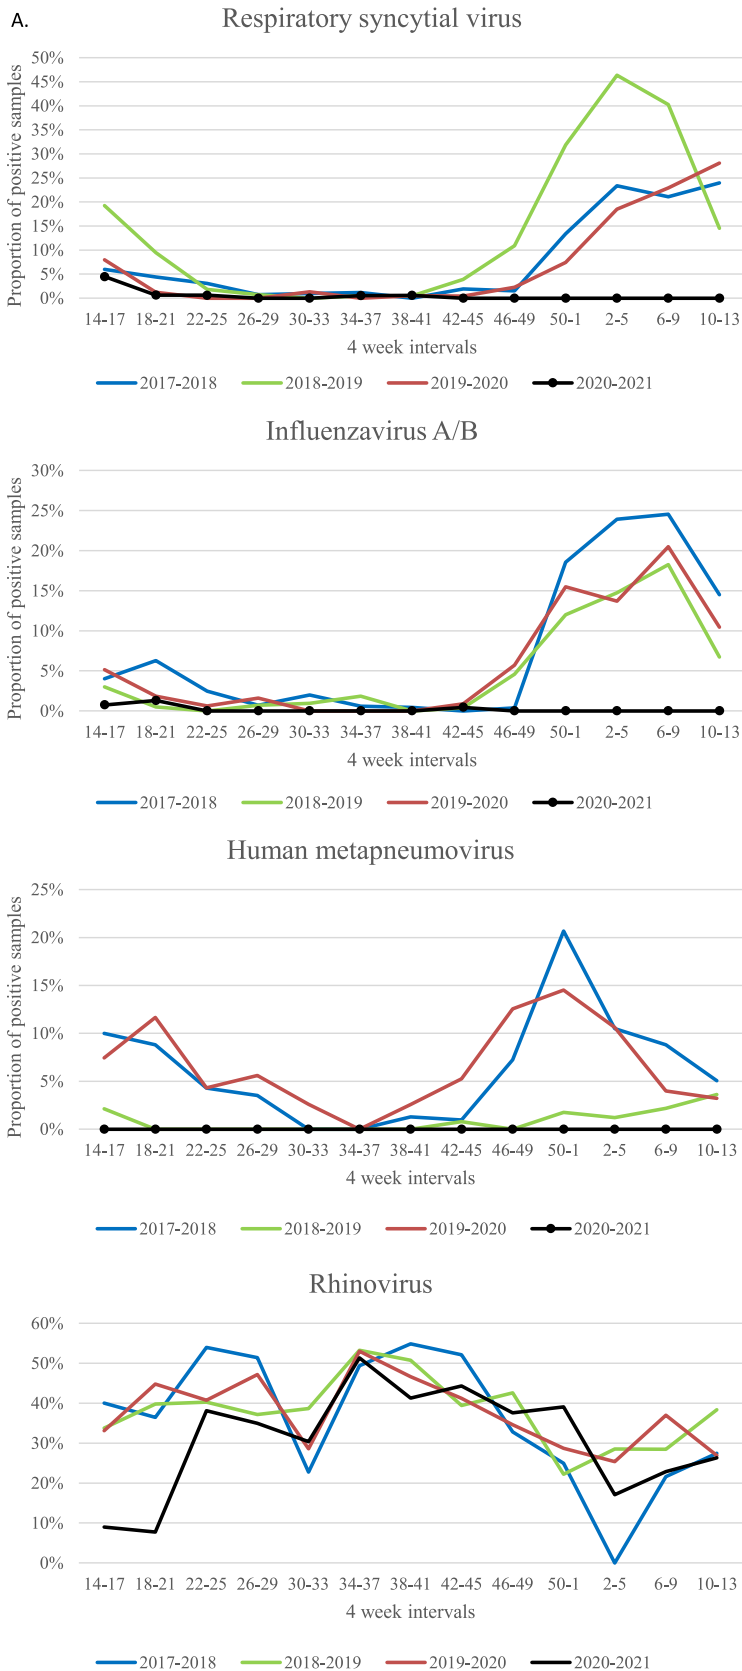 A.
Respiratory syncytial virus
Proportion of positive samples
50%
45%
40%
35%
30%
25%
20%
15%
10%
5%
0%
14-17 18-21 22-25 26-29 30-33 34-37 38-41 42-45 46-49 50-1 2-5 6-9 10-13
4 week intervals
2017-2018 2018-2019 2019-2020 2020-2021
Influenzavirus A/B
Proportion of positive samples
30%
25%
20%
15%
10%
5%
0%
14-17 18-21 22-25 26-29 30-33 34-37 38-41 42-45 46-49 50-1 2-5 6-9 10-13
4 week intervals
2017-2018 2018-2019 2019-2020 2020-2021
Human metapneumovirus
Proportion of positive samples
25%
20%
15%
10%
5%
0%
14-17 18-21 22-25 26-29 30-33 34-37 38-41 42-45 46-49 50-1 2-5 6-9 10-13
4 week intervals
2017-2018 2018-2019 2019-2020 2020-2021
Rhinovirus
Proportion of positive samples
60%
50%
40%
30%
20%
10%
0%
14-17 18-21 22-25 26-29 30-33 34-37 38-41 42-45 46-49 50-1 2-5 6-9 10-13
4 week intervals
2017-2018 2018-2019 2019-2020 2020-2021